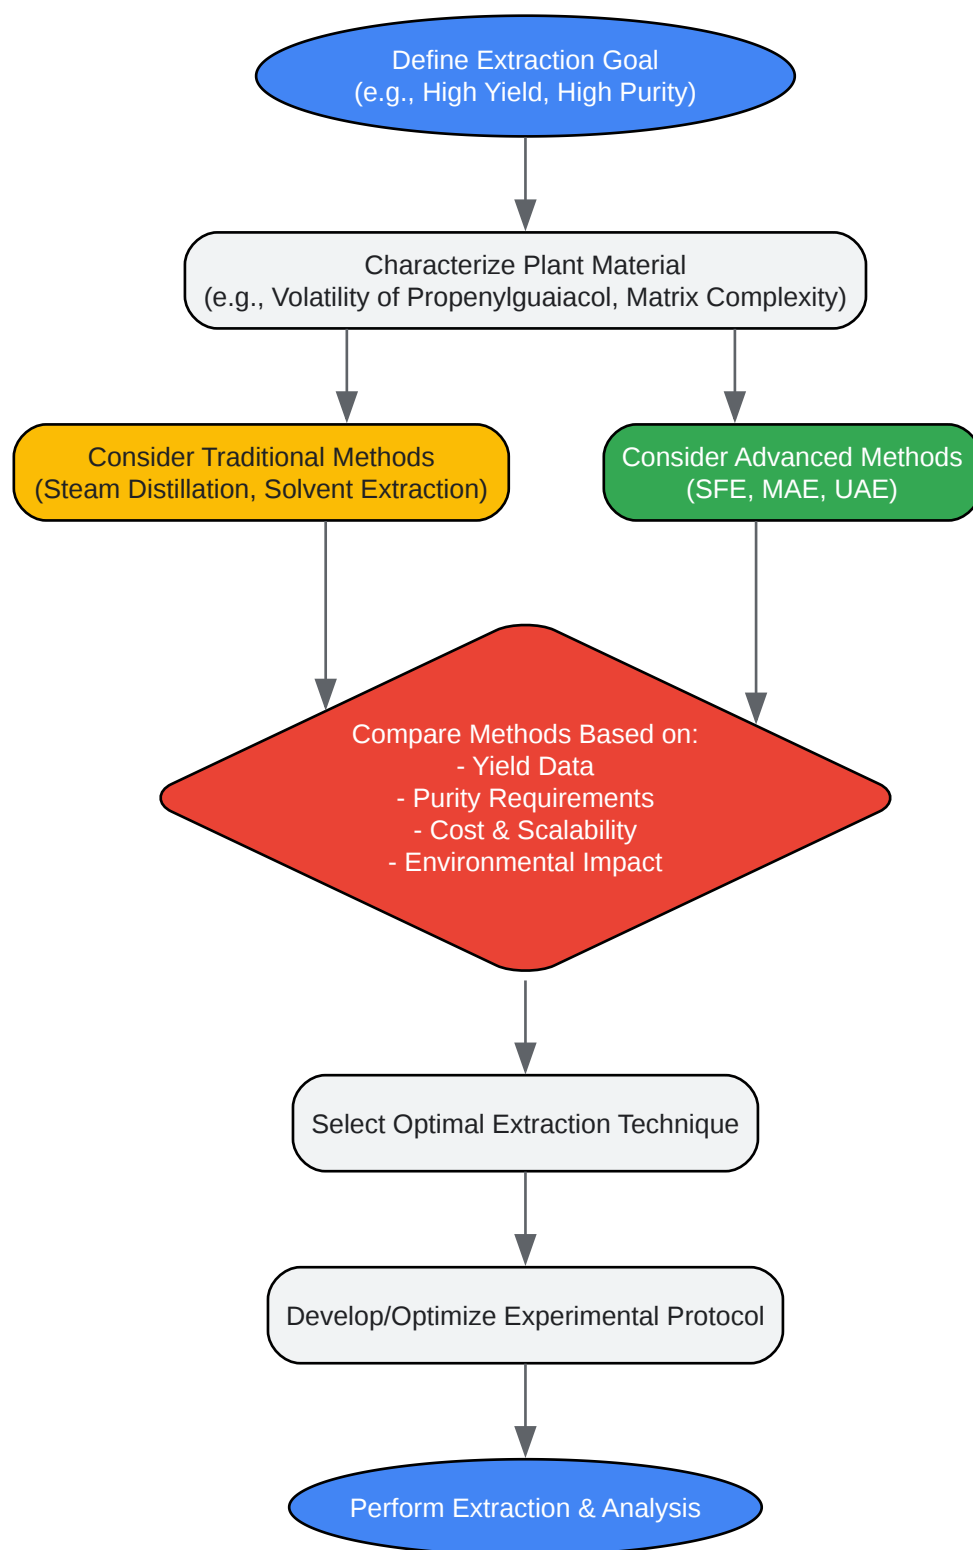 Define Extraction Goal
(e.g., High Yield, High Purity)
Characterize Plant Material
(e.g., Volatility of Propenylguaiacol, Matrix Complexity)
Consider Traditional Methods
(Steam Distillation, Solvent Extraction)
Consider Advanced Methods
(SFE, MAE, UAE)
Compare Methods Based on:
- Yield Data
- Purity Requirements
- Cost & Scalability
- Environmental Impact
Select Optimal Extraction Technique
Develop/Optimize Experimental Protocol
Perform Extraction & Analysis